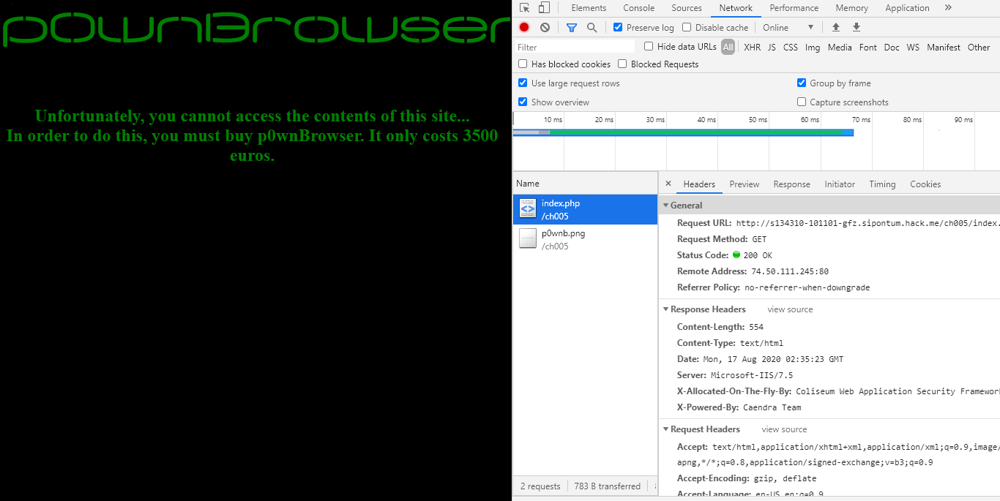 p0wnBrowser
Unfortunately, you cannot access the contents of this site...
In order to do this, you must buy p0wnBrowser. It only costs 3500
euros.
Elements Console Sources Network Performance Memory Application »
Preserve log Disable cache Online ▼
Filter Hide data URLs All XHR JS CSS Img Media Font Doc WS Manifest Other
Has blocked cookies Blocked Requests
Use large request rows Group by frame
Show overview Capture screenshots
10 ms 20 ms 30 ms 40 ms 50 ms 60 ms 70 ms 80 ms 90 ms
Name
index.php
/ch005
p0wnb.png
/ch005
2 requests 783 B transferred
× Headers Preview Response Initiator Timing Cookies
General
Request URL: http://s134310-101101-gfz.sipontum.hack.me/ch005/index.
Request Method: GET
Status Code: 200 OK
Remote Address: 74.50.111.245:80
Referrer Policy: no-referrer-when-downgrade
Response Headers view source
Content-Length: 554
Content-Type: text/html
Date: Mon, 17 Aug 2020 02:35:23 GMT
Server: Microsoft-IIS/7.5
X-Allocated-On-The-Fly-By: Coliseum Web Application Security Framewor
X-Powered-By: Caendra Team
Request Headers view source
Accept: text/html,application/xhtml+xml,application/xml;q=0.9,image/
apng,*/*;q=0.8,application/signed-exchange;v=b3;q=0.9
Accept-Encoding: gzip, deflate
Accept-Language: en-US,en;q=0.9